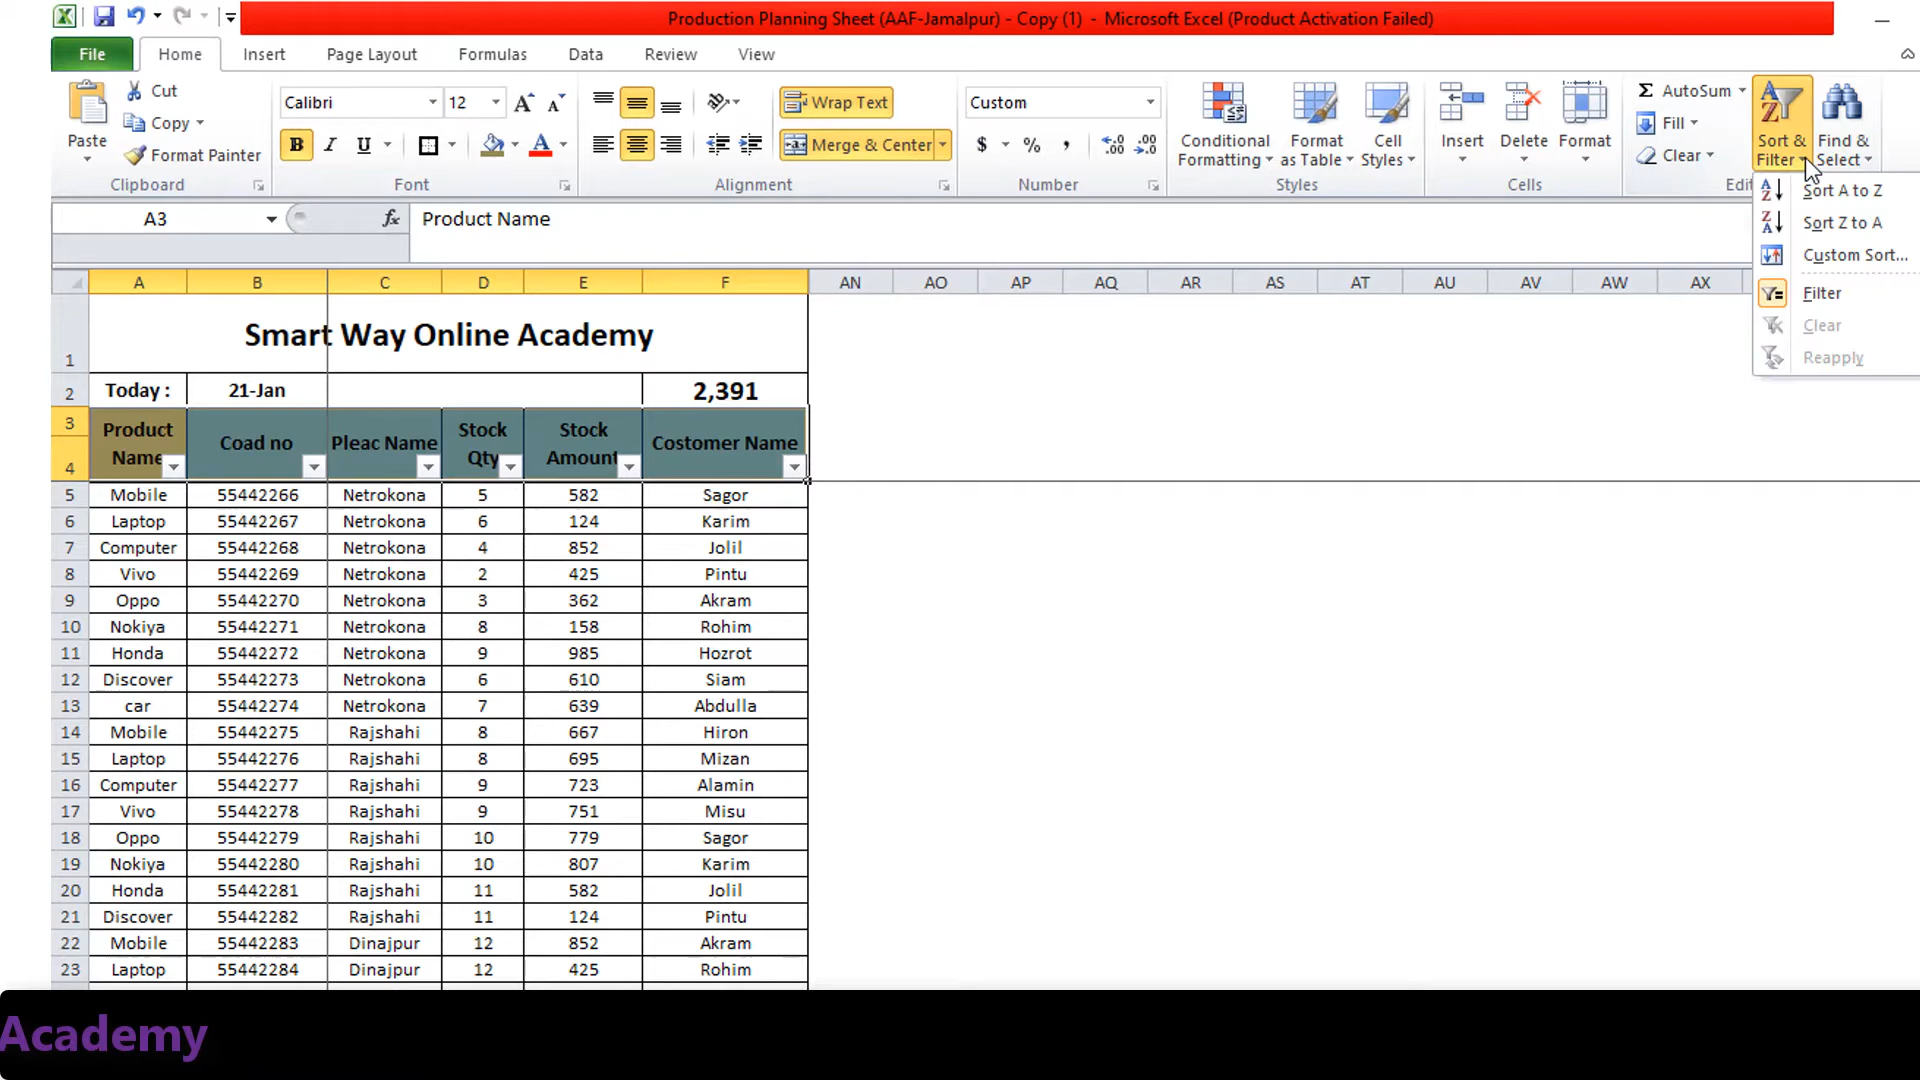 Production Planning Sheet (AAF-Jamalpur) - Copy (1) - Microsoft Excel (Product Activation Failed)
File Home Insert Page Layout Formulas Data Review View
Paste
Cut
Copy
Format Painter
Clipboard
Calibri 12
B I U
A
Font
Wrap Text
Merge & Center
Alignment
Custom
$ % ,
Number
Conditional Formatting
Format as Table
Cell Styles
Styles
Insert
Delete
Format
Cells
Σ AutoSum
Fill
Clear
Sort & Filter
Find & Select
Edi
Sort A to Z
Sort Z to A
Custom Sort...
Filter
Clear
Reapply
A3 fx Product Name
A B C D E F AN AO AP AQ AR AS AT AU AV AW AX
1 Smart Way Online Academy
2 Today : 21-Jan 2,391
3 4 Product Name Coad no Pleac Name Stock Qty Stock Amount Costomer Name
5 Mobile 55442266 Netrokona 5 582 Sagor
6 Laptop 55442267 Netrokona 6 124 Karim
7 Computer 55442268 Netrokona 4 852 Jolil
8 Vivo 55442269 Netrokona 2 425 Pintu
9 Oppo 55442270 Netrokona 3 362 Akram
10 Nokiya 55442271 Netrokona 8 158 Rohim
11 Honda 55442272 Netrokona 9 985 Hozrot
12 Discover 55442273 Netrokona 6 610 Siam
13 car 55442274 Netrokona 7 639 Abdulla
14 Mobile 55442275 Rajshahi 8 667 Hiron
15 Laptop 55442276 Rajshahi 8 695 Mizan
16 Computer 55442277 Rajshahi 9 723 Alamin
17 Vivo 55442278 Rajshahi 9 751 Misu
18 Oppo 55442279 Rajshahi 10 779 Sagor
19 Nokiya 55442280 Rajshahi 10 807 Karim
20 Honda 55442281 Rajshahi 11 582 Jolil
21 Discover 55442282 Rajshahi 11 124 Pintu
22 Mobile 55442283 Dinajpur 12 852 Akram
23 Laptop 55442284 Dinajpur 12 425 Rohim
Academy